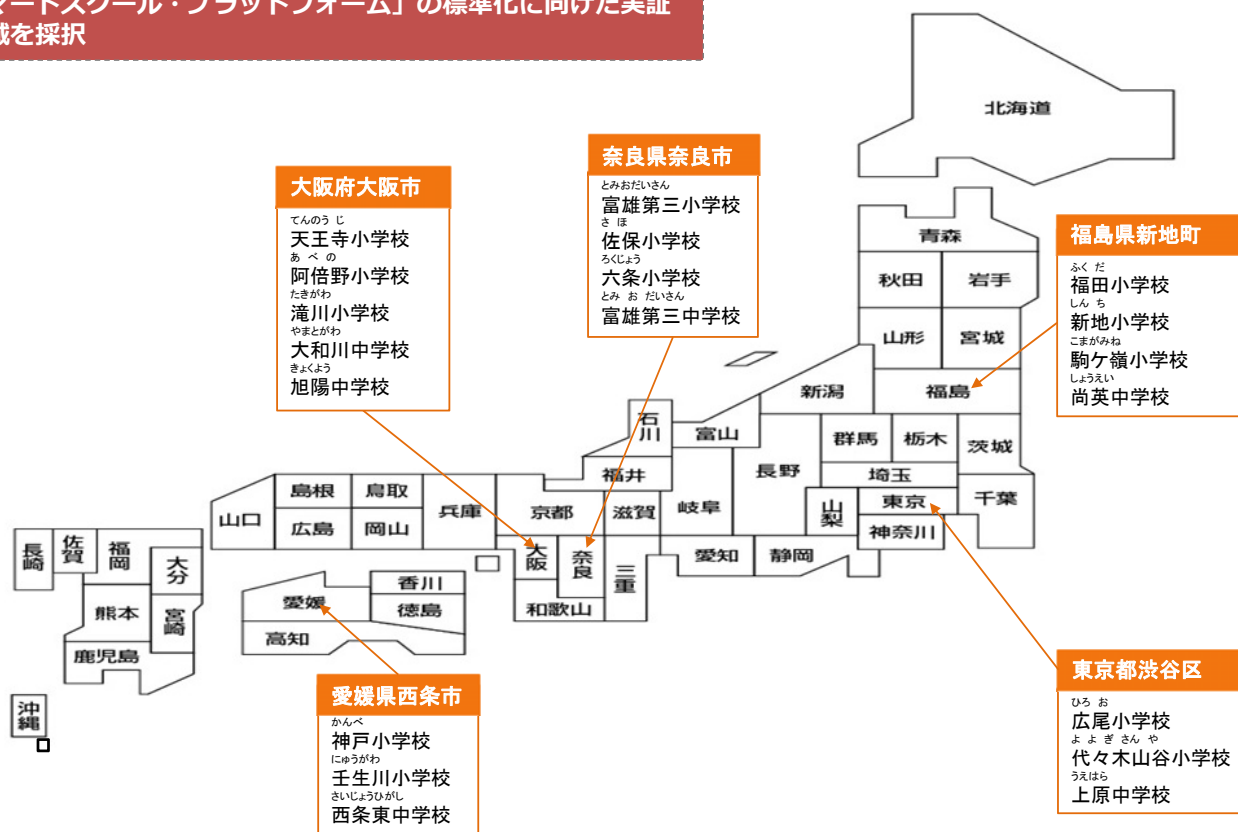 マートスクール・プラットフォーム」の標準化に向けた実証
域を採択
北海道
青森
秋田
岩手
山形
宮城
福島
新潟
石川
富山
福井
群馬
栃木
茨城
長野
埼玉
東京
千葉
山梨
神奈川
岐阜
愛知
静岡
滋賀
京都
兵庫
大阪
奈良
三重
和歌山
鳥取
島根
岡山
広島
山口
香川
愛媛
徳島
高知
福岡
佐賀
長崎
大分
熊本
宮崎
鹿児島
沖縄
大阪府大阪市
てんのう じ
天王寺小学校
あ べ の
阿倍野小学校
たきがわ
滝川小学校
やまとがわ
大和川中学校
きょくよう
旭陽中学校
奈良県奈良市
とみおだいさん
富雄第三小学校
さ ほ
佐保小学校
ろくじょう
六条小学校
とみ お だいさん
富雄第三中学校
福島県新地町
ふく だ
福田小学校
しん ち
新地小学校
こまがみね
駒ケ嶺小学校
しょうえい
尚英中学校
愛媛県西条市
かんべ
神戸小学校
にゅうがわ
壬生川小学校
さいじょうひがし
西条東中学校
東京都渋谷区
ひろ お
広尾小学校
よ よ ぎ さん や
代々木山谷小学校
うえはら
上原中学校